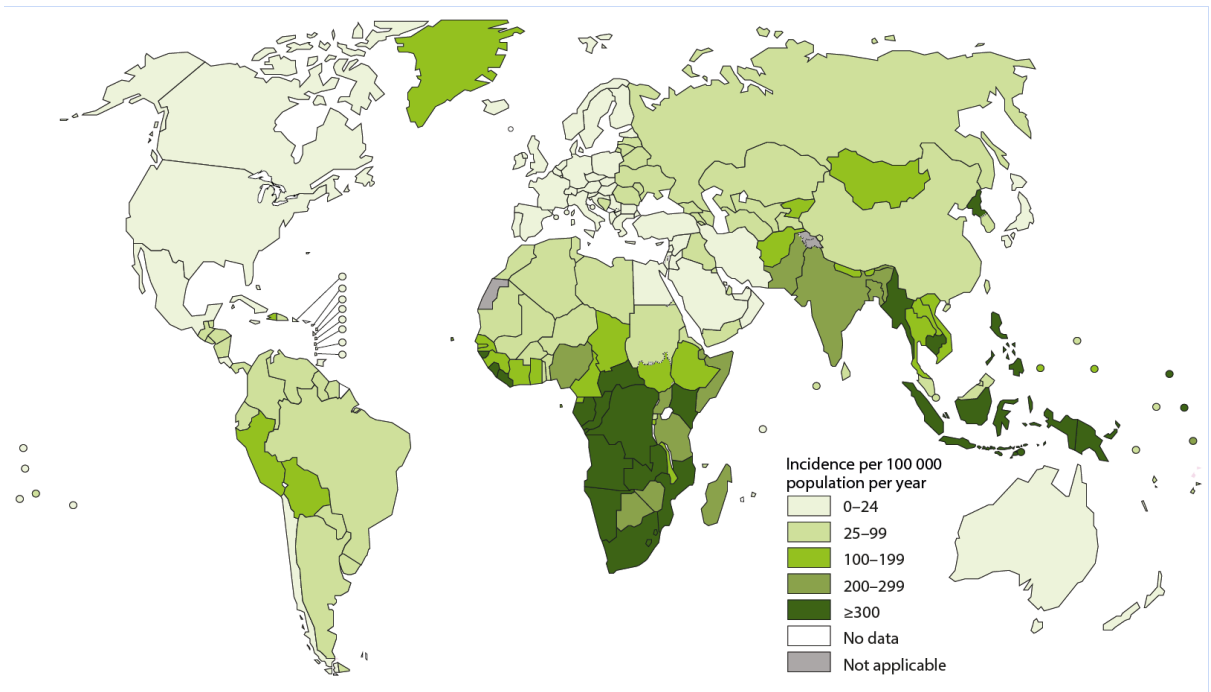 Incidence per 100 000
population per year
0–24
25–99
100–199
200–299
≥300
No data
Not applicable